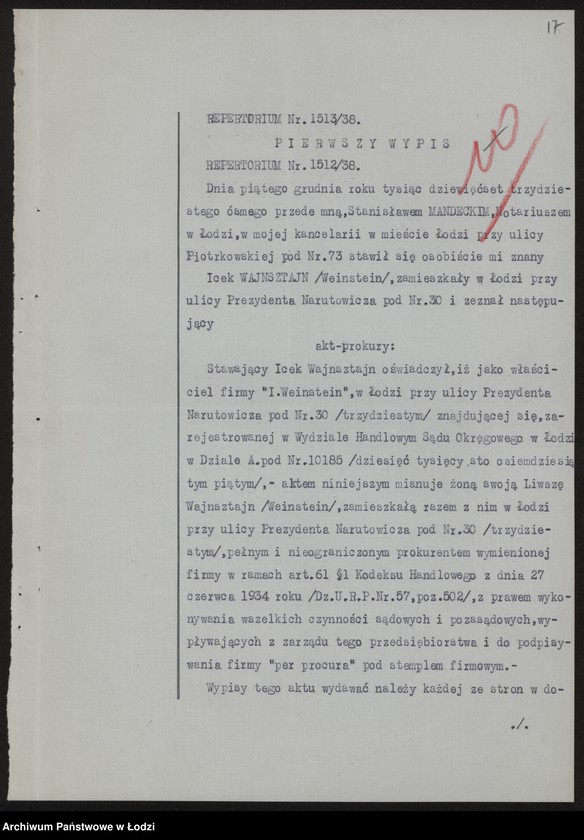 17
REPERTORIUM Nr. 1513/38.
PIERWSZY WYPIS
REPERTORIUM Nr. 1512/38.
Dnia piątego grudnia roku tysiąc dziewięćset trzydzie-
stego ósmego przede mną,Stanisławem MANDECKIM,Notariuszem
w Łodzi,w mojej kancelarii w mieście Łodzi przy ulicy
Piotrkowskiej pod Nr.73 stawił się osobiście mi znany
Icek WAJNSZTAJN /Weinstein/,zamieszkały w Łodzi przy
ulicy Prezydenta Narutowicza pod Nr.30 i zeznał następu-
jący
akt-prokury:
Stawający Icek Wajnsztajn oświadczył,iż jako właści-
ciel firmy "I.Weinstein",w Łodzi przy ulicy Prezydenta
Narutowicza pod Nr.30 /trzydziestym/ znajdującej się,za-
rejestrowanej w Wydziale Handlowym Sądu Okręgowego w Łodzi
w Dziale A.pod Nr.10185 /dziesięć tysięcy sto osiemdziesią
tym piątym/,- aktem niniejszym mianuje żoną swoją Liwszę
Wajnsztajn /Weinstein/,zamieszkałą razem z nim w Łodzi
przy ulicy Prezydenta Narutowicza pod Nr.30 /trzydzie-
stym/,pełnym i nieograniczonym prokurentem wymienionej
firmy w ramach art.61 §1 Kodeksu Handlowego z dnia 27
czerwca 1934 roku /Dz.U.R.P.Nr.57,poz.502/,z prawem wyko-
nywania wszelkich czynności sądowych i pozasądowych,wy-
pływających z zarządu tego przedsiębiorstwa i do podpisy-
wania firmy "per procura" pod stemplem firmowym.-
Wypisy tego aktu wydawać należy każdej ze stron w do-
./.
Archiwum Państwowe w Łodzi